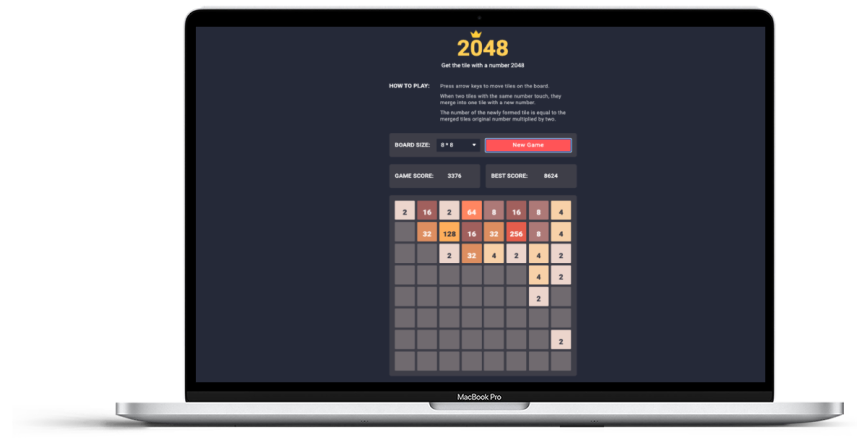 2048
Get the tile with a number 2048
HOW TO PLAY: Press arrow keys to move tiles on the board.
When two tiles with the same number touch, they
merge into one tile with a new number.
The number of the newly formed tile is equal to the
merged tiles original number multiplied by two.
BOARD SIZE: 8 * 8 New Game
GAME SCORE: 3376 BEST SCORE: 8624
2 16 2 64 8 16 8 4
32 128 16 32 256 8 4
2 32 4 2 4 2
4 2
2
2
MacBook Pro